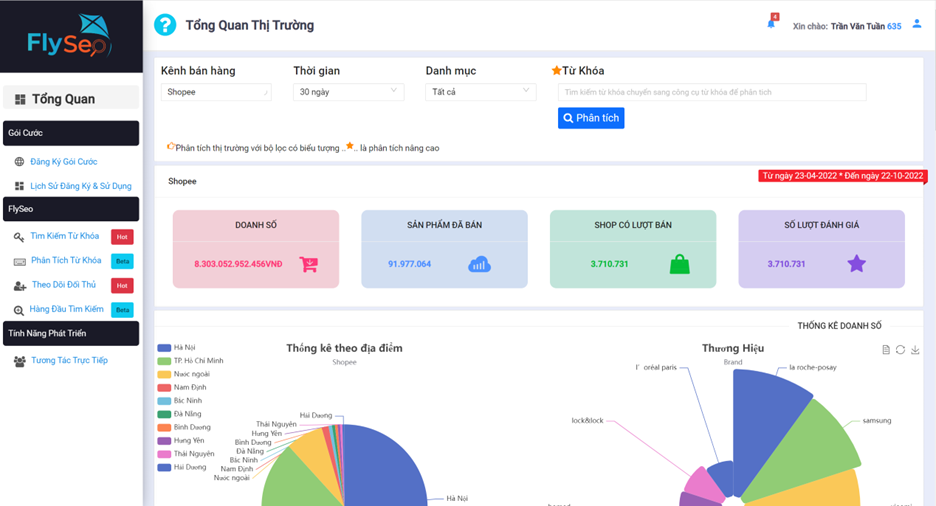 FlySeo
Tổng Quan Thị Trường
4
Xin chào: Trần Văn Tuấn 635
Tổng Quan
Gói Cước
Đăng Ký Gói Cước
Lịch Sử Đăng Ký & Sử Dụng
FlySeo
Tìm Kiếm Từ Khóa Hot
Phân Tích Từ Khóa Beta
Theo Dõi Đối Thủ Hot
Hàng Đầu Tìm Kiếm Beta
Tính Năng Phát Triển
Tương Tác Trực Tiếp
Kênh bán hàng
Shopee
Thời gian
30 ngày
Danh mục
Tất cả
Từ Khóa
Tìm kiếm từ khóa chuyển sang công cụ từ khóa để phân tích
Phân tích
Phân tích thị trường với bộ lọc có biểu tượng .. .. là phân tích nâng cao
Shopee
Từ ngày 23-04-2022 * Đến ngày 22-10-2022
DOANH SỐ
8.303.052.952.456VNĐ
SẢN PHẨM ĐÃ BÁN
91.977.064
SHOP CÓ LƯỢT BÁN
3.710.731
SỐ LƯỢT ĐÁNH GIÁ
3.710.731
THỐNG KÊ DOANH SỐ
Hà Nội
TP. Hồ Chí Minh
Nước ngoài
Nam Định
Bắc Ninh
Đà Nẵng
Bình Dương
Hưng Yên
Thái Nguyên
Hải Dương
Thống kê theo địa điểm
Shopee
Hải Dương
Thái Nguyên
Hưng Yên
Bình Dương
Đà Nẵng
Bắc Ninh
Nam Định
Nước ngoài
Hà Nội
Thương Hiệu
Brand
oréal paris
la roche-posay
lock&lock
samsung